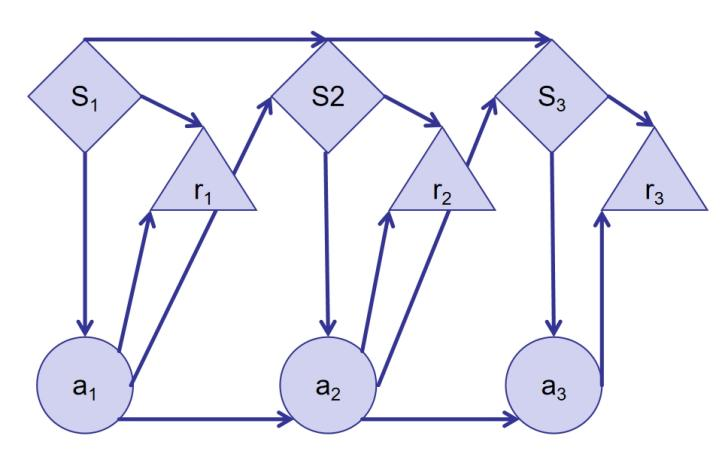 S₁
S2
S₃
r₁
r₂
r₃
a₁
a₂
a₃